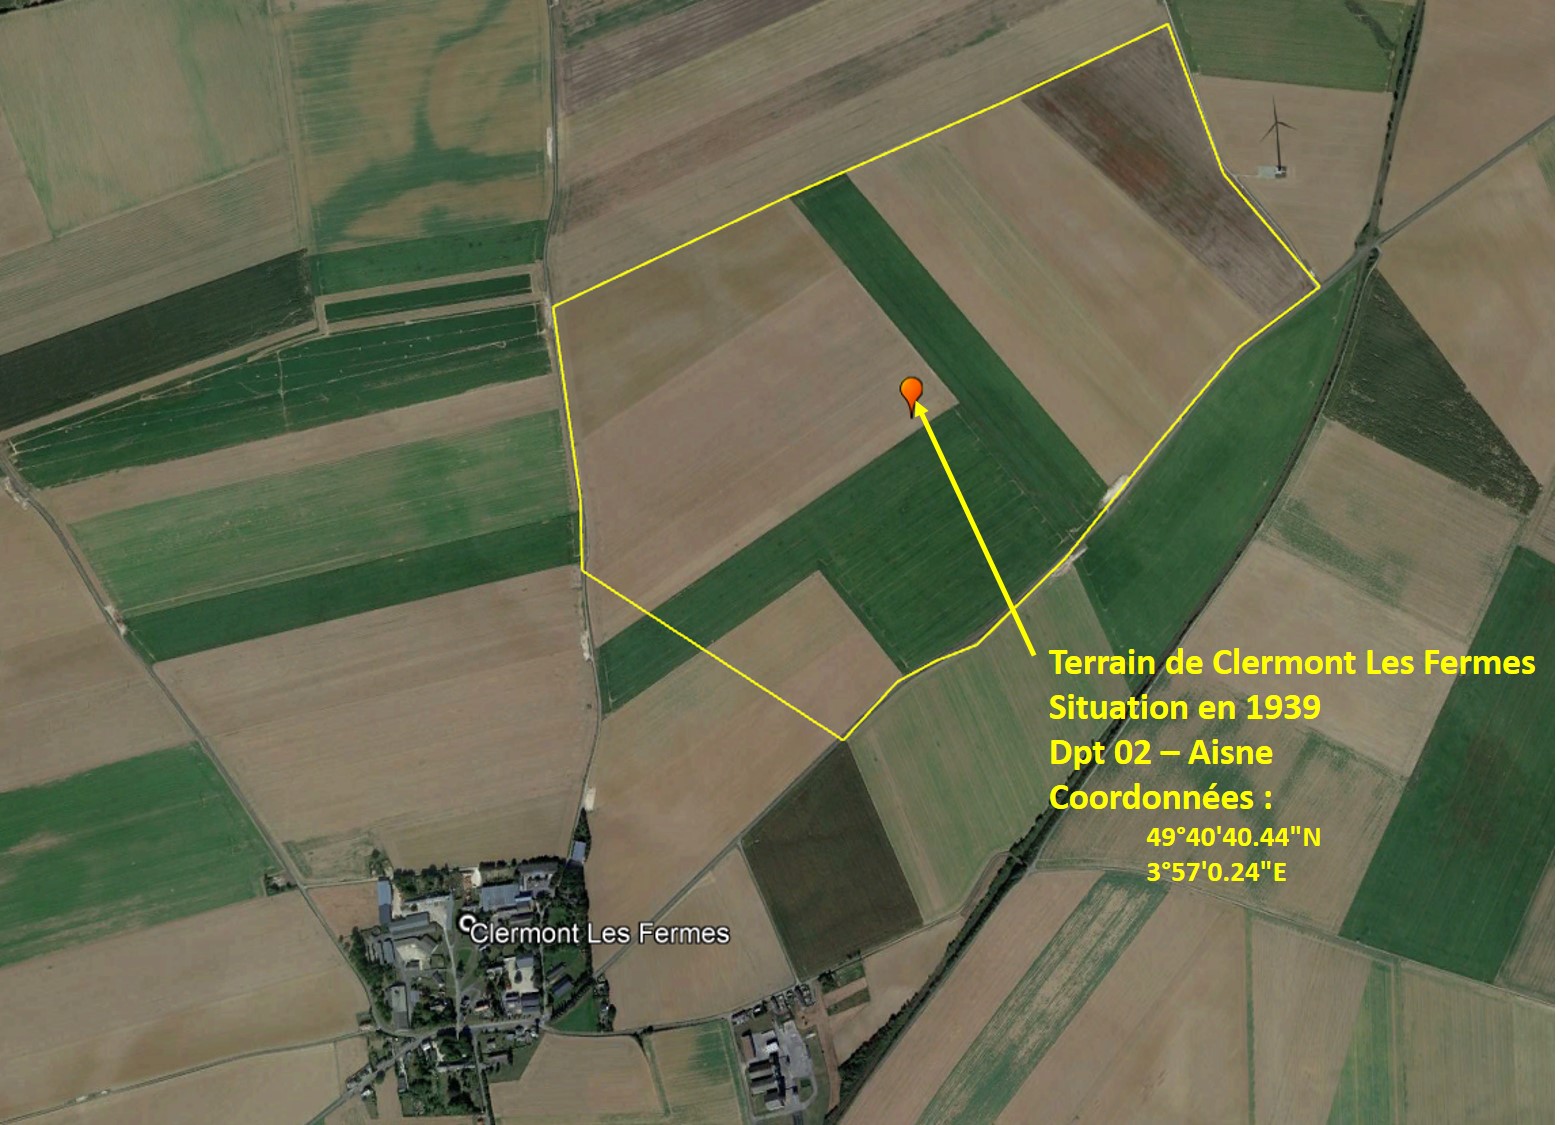 Terrain de Clermont Les Fermes
Situation en 1939
Dpt 02 – Aisne
Coordonnées :
49°40'40.44"N
3°57'0.24"E
Clermont Les Fermes